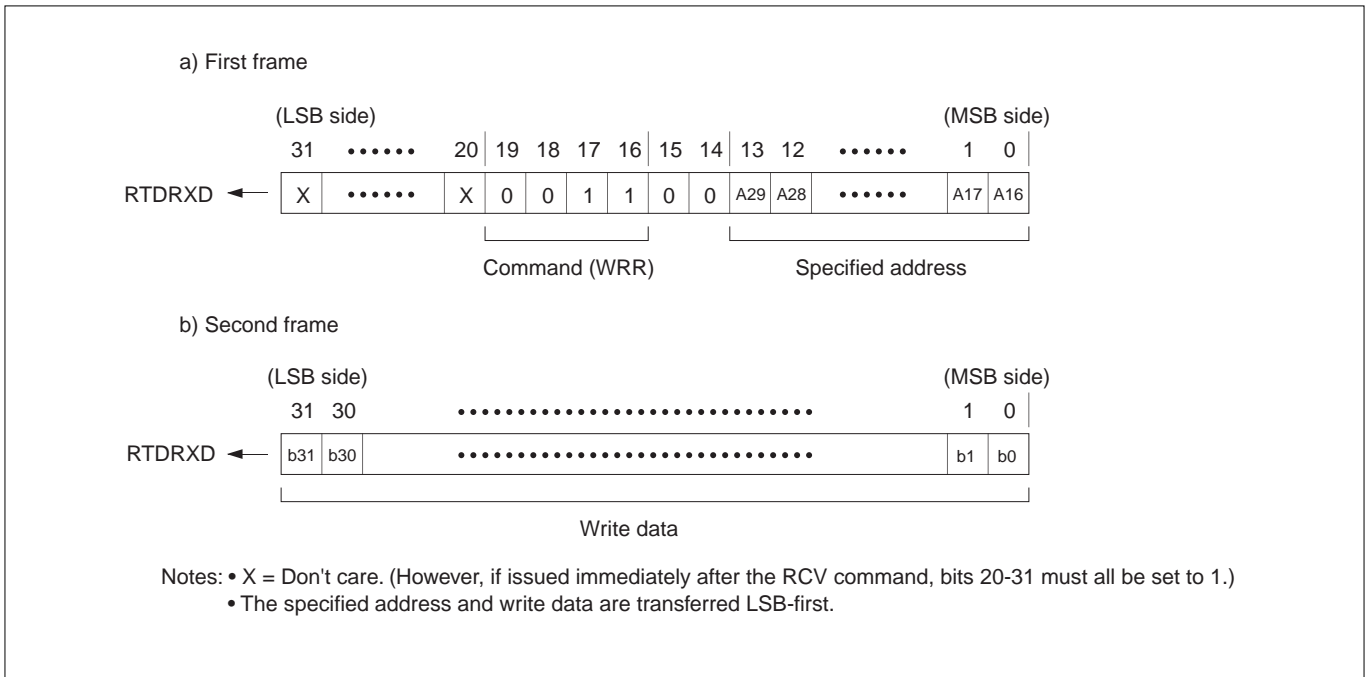 a) First frame
(LSB side) (MSB side)
31 •••••• 20 19 18 17 16 15 14 13 12 •••••• 1 0
RTDRXD X •••••• X 0 0 1 1 0 0 A29 A28 •••••• A17 A16
Command (WRR) Specified address
b) Second frame
(LSB side) (MSB side)
31 30 •••••••••••••••••••••••••••••• 1 0
RTDRXD b31 b30 •••••••••••••••••••••••••••••• b1 b0
Write data
Notes: • X = Don't care. (However, if issued immediately after the RCV command, bits 20-31 must all be set to 1.)
• The specified address and write data are transferred LSB-first.